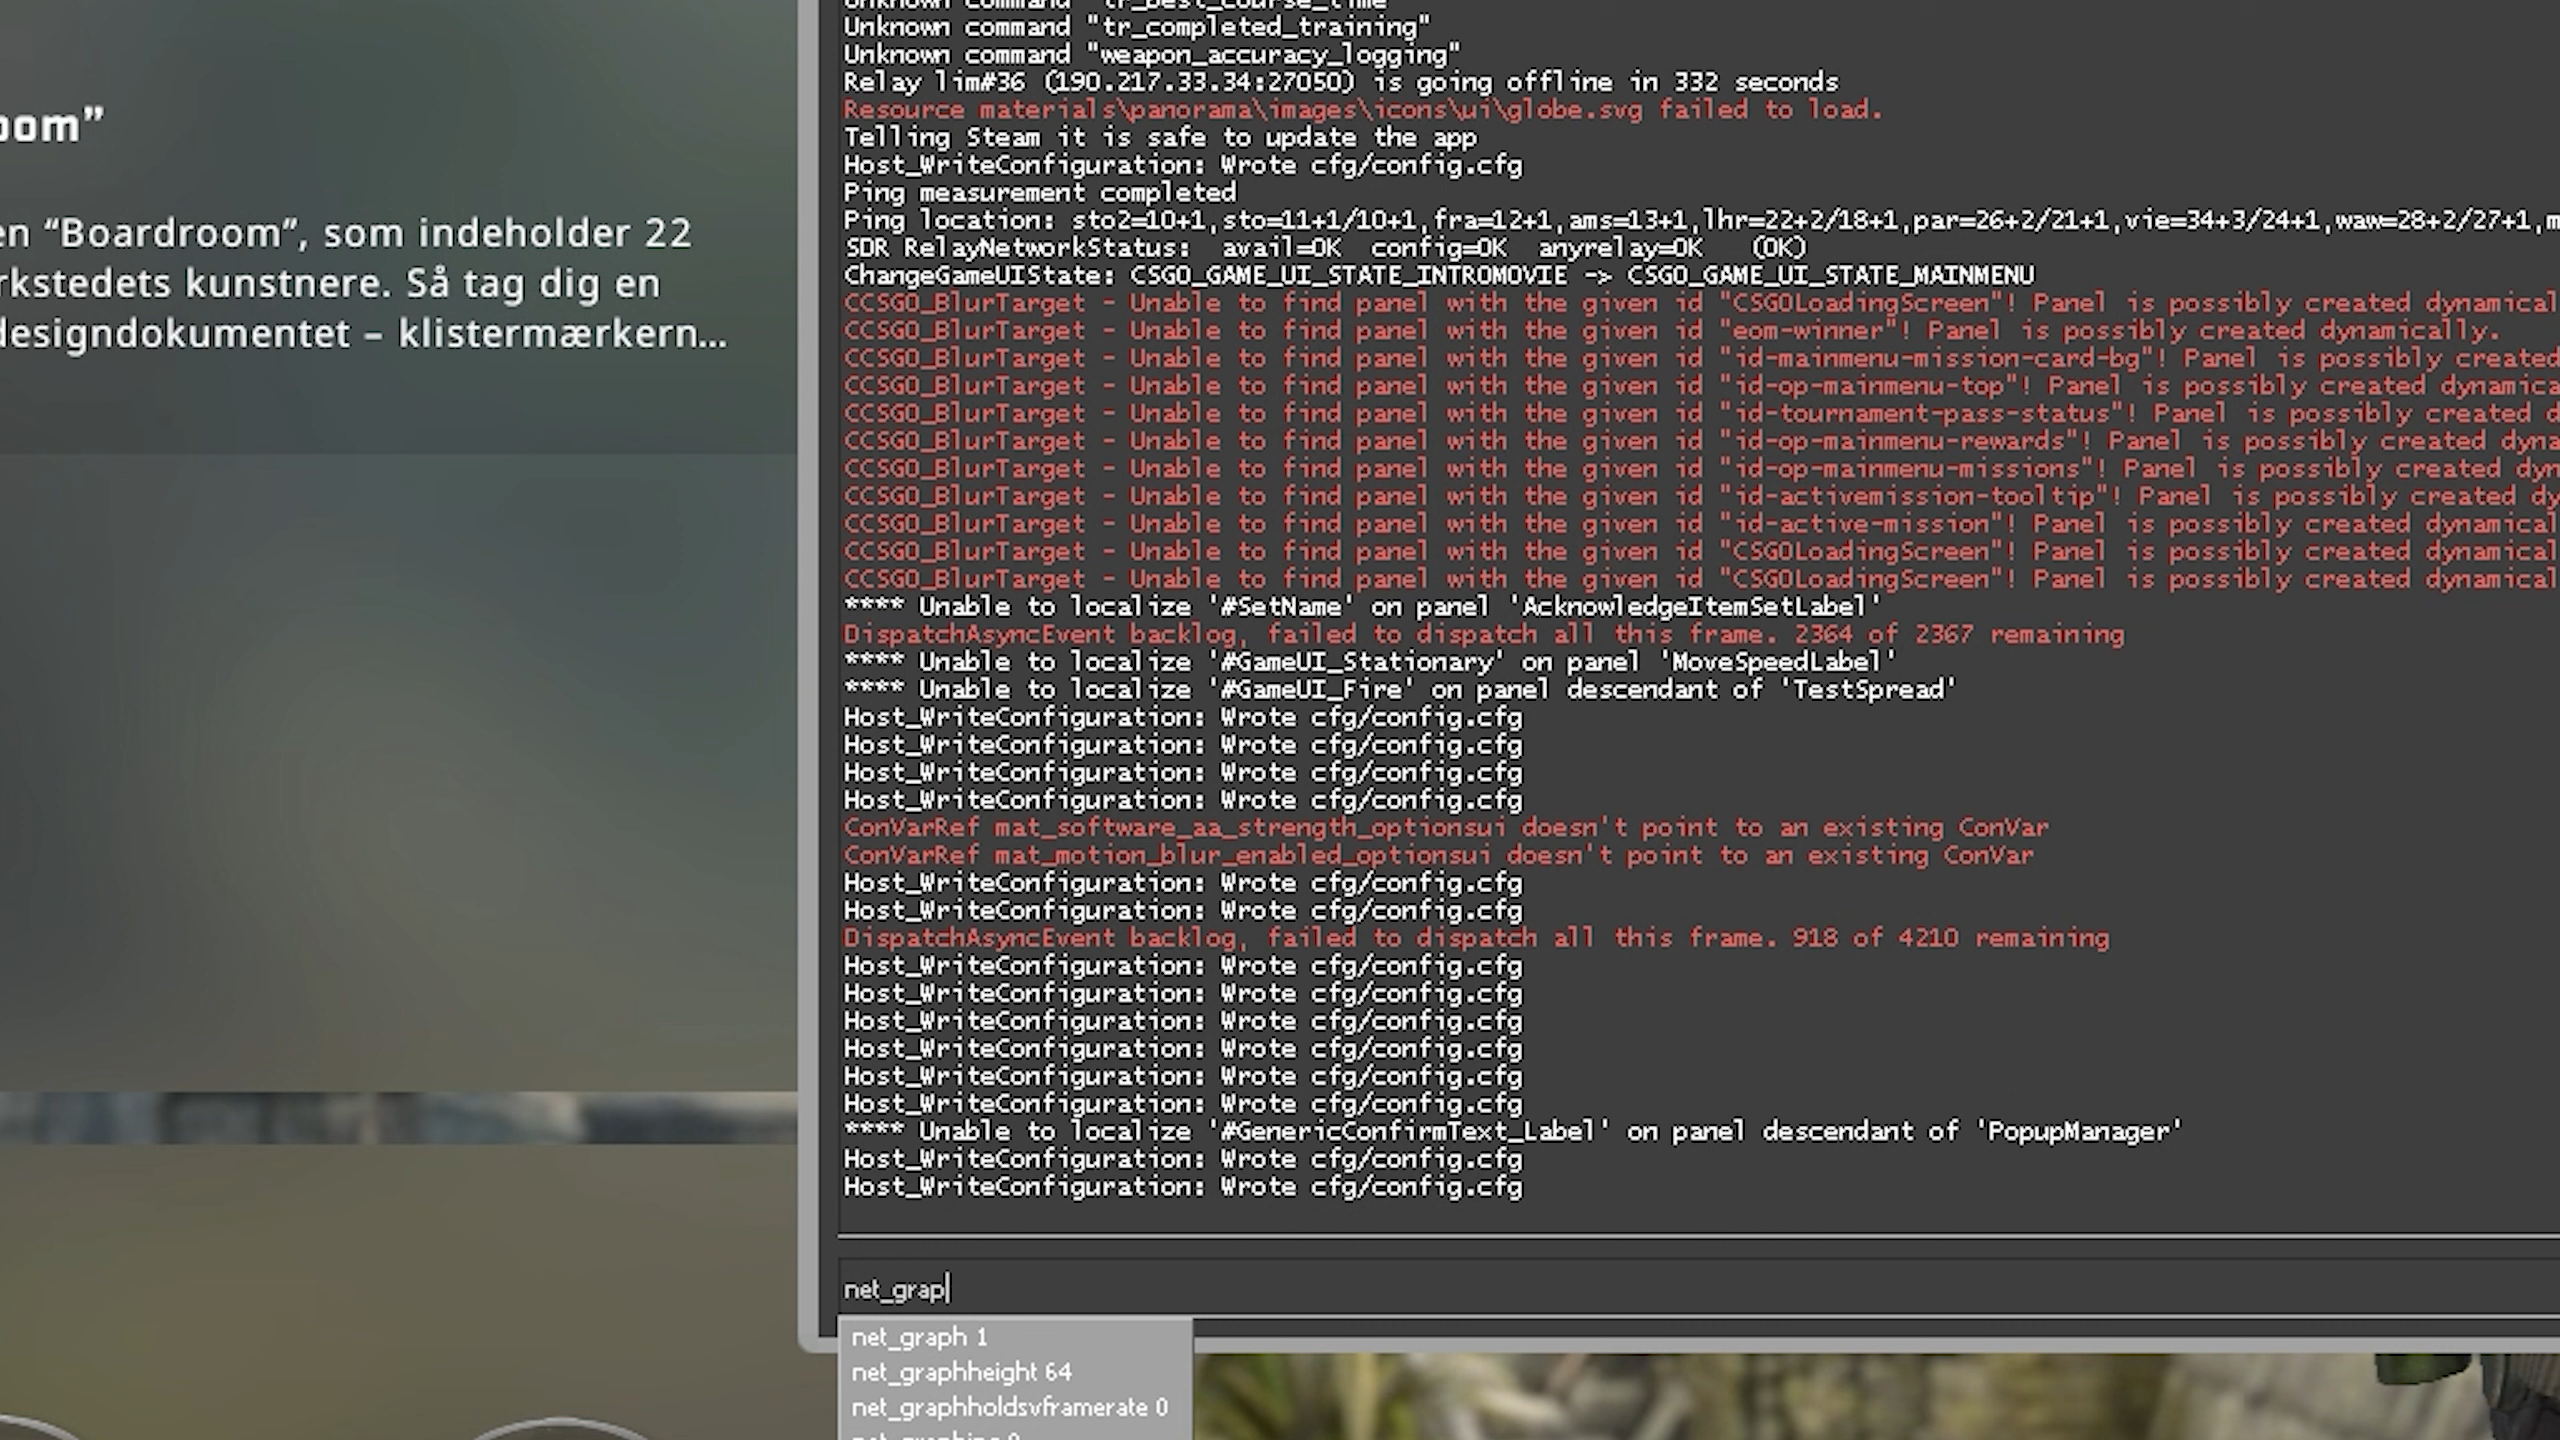 oom”
en “Boardroom”, som indeholder 22
rkstedets kunstnere. Så tag dig en
designdokumentet – klistermærkern...
Unknown command "tr_best_course_time"
Unknown command "tr_completed_training"
Unknown command "weapon_accuracy_logging"
Relay lim#36 (190.217.33.34:27050) is going offline in 332 seconds
Resource materials\panorama\images\icons\ui\globe.svg failed to load.
Telling Steam it is safe to update the app
Host_WriteConfiguration: Wrote cfg/config.cfg
Ping measurement completed
Ping location: sto2=10+1,sto=11+1/10+1,fra=12+1,ams=13+1,lhr=22+2/18+1,par=26+2/21+1,vie=34+3/24+1,waw=28+2/27+1,m
SDR RelayNetworkStatus:  avail=OK  config=OK  anyrelay=OK   (OK)
ChangeGameUIState: CSGO_GAME_UI_STATE_INTROMOVIE -> CSGO_GAME_UI_STATE_MAINMENU
CCSGO_BlurTarget - Unable to find panel with the given id "CSGOLoadingScreen"! Panel is possibly created dynamical
CCSGO_BlurTarget - Unable to find panel with the given id "eom-winner"! Panel is possibly created dynamically.
CCSGO_BlurTarget - Unable to find panel with the given id "id-mainmenu-mission-card-bg"! Panel is possibly created
CCSGO_BlurTarget - Unable to find panel with the given id "id-op-mainmenu-top"! Panel is possibly created dynamica
CCSGO_BlurTarget - Unable to find panel with the given id "id-tournament-pass-status"! Panel is possibly created d
CCSGO_BlurTarget - Unable to find panel with the given id "id-op-mainmenu-rewards"! Panel is possibly created dyna
CCSGO_BlurTarget - Unable to find panel with the given id "id-op-mainmenu-missions"! Panel is possibly created dyn
CCSGO_BlurTarget - Unable to find panel with the given id "id-activemission-tooltip"! Panel is possibly created dy
CCSGO_BlurTarget - Unable to find panel with the given id "id-active-mission"! Panel is possibly created dynamical
CCSGO_BlurTarget - Unable to find panel with the given id "CSGOLoadingScreen"! Panel is possibly created dynamical
CCSGO_BlurTarget - Unable to find panel with the given id "CSGOLoadingScreen"! Panel is possibly created dynamical
**** Unable to localize '#SetName' on panel 'AcknowledgeItemSetLabel'
DispatchAsyncEvent backlog, failed to dispatch all this frame. 2364 of 2367 remaining
**** Unable to localize '#GameUI_Stationary' on panel 'MoveSpeedLabel'
**** Unable to localize '#GameUI_Fire' on panel descendant of 'TestSpread'
Host_WriteConfiguration: Wrote cfg/config.cfg
Host_WriteConfiguration: Wrote cfg/config.cfg
Host_WriteConfiguration: Wrote cfg/config.cfg
Host_WriteConfiguration: Wrote cfg/config.cfg
ConVarRef mat_software_aa_strength_optionsui doesn't point to an existing ConVar
ConVarRef mat_motion_blur_enabled_optionsui doesn't point to an existing ConVar
Host_WriteConfiguration: Wrote cfg/config.cfg
Host_WriteConfiguration: Wrote cfg/config.cfg
DispatchAsyncEvent backlog, failed to dispatch all this frame. 918 of 4210 remaining
Host_WriteConfiguration: Wrote cfg/config.cfg
Host_WriteConfiguration: Wrote cfg/config.cfg
Host_WriteConfiguration: Wrote cfg/config.cfg
Host_WriteConfiguration: Wrote cfg/config.cfg
Host_WriteConfiguration: Wrote cfg/config.cfg
Host_WriteConfiguration: Wrote cfg/config.cfg
**** Unable to localize '#GenericConfirmText_Label' on panel descendant of 'PopupManager'
Host_WriteConfiguration: Wrote cfg/config.cfg
Host_WriteConfiguration: Wrote cfg/config.cfg
net_grap
net_graph 1
net_graphheight 64
net_graphholdsvframerate 0